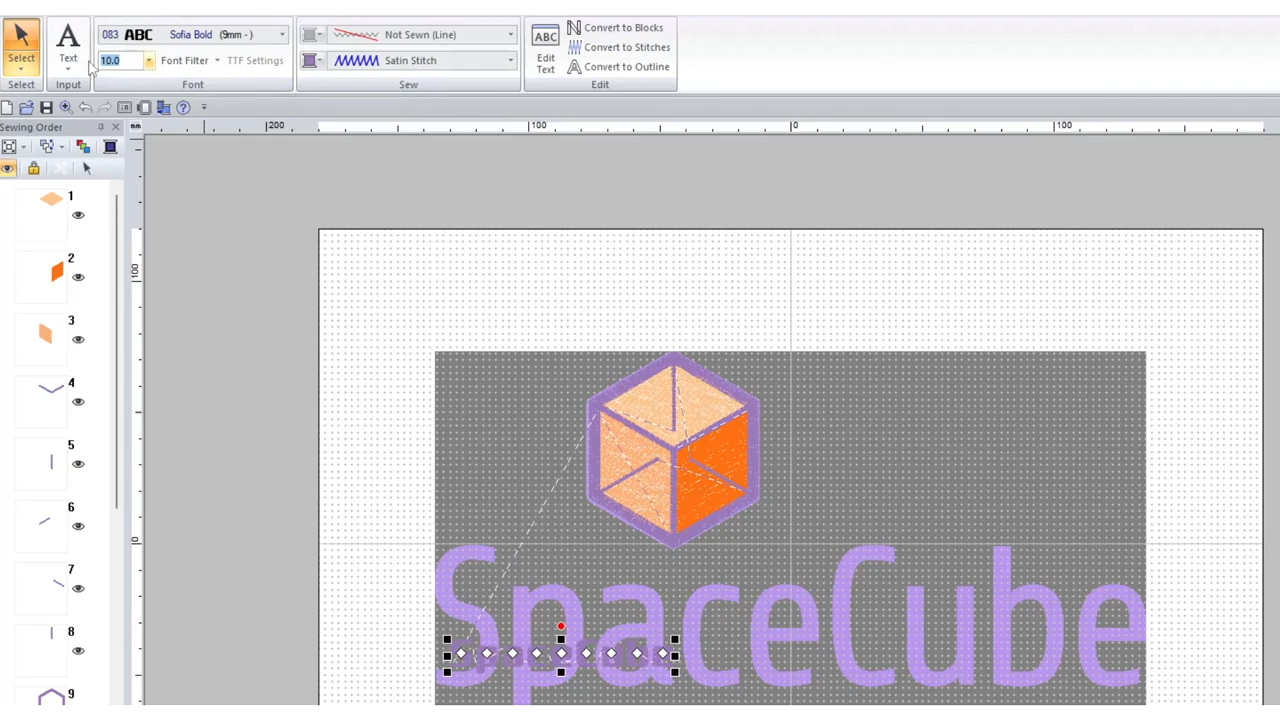 083 ABC Sofia Bold (9mm - )
Not Sewn (Line)
ABC
Convert to Blocks
Select
A
Text
10.0
Font Filter
TTF Settings
Satin Stitch
Edit
Text
Convert to Stitches
Convert to Outline
Select
Input
Font
Sew
Edit
Sewing Order
mm
200
100
0
100
1
2
3
4
5
6
7
8
9
100
0
SpaceCube
SpaceCube